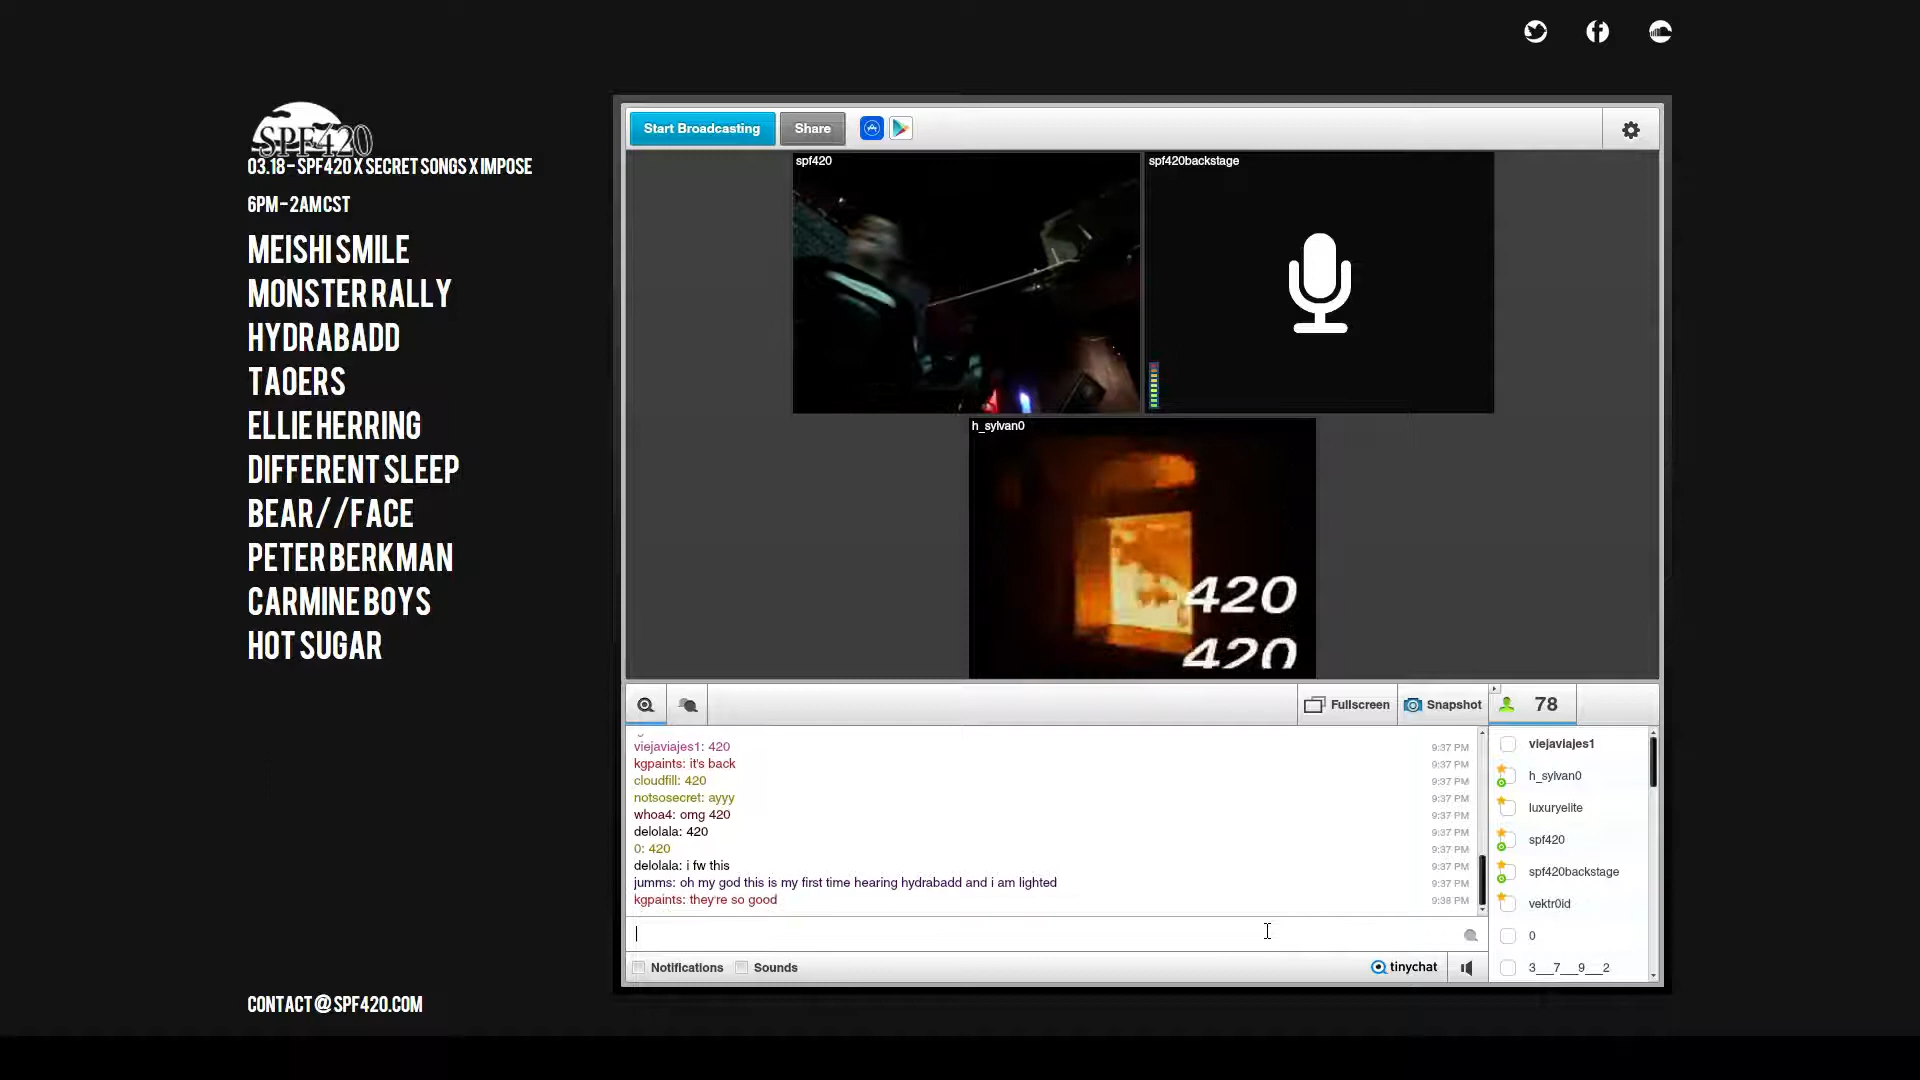 SPF420
03.18 - SPF420 X SECRET SONGS X IMPOSE
6PM - 2AM CST
MEISHI SMILE
MONSTER RALLY
HYDRABADD
TAOERS
ELLIE HERRING
DIFFERENT SLEEP
BEAR//FACE
PETER BERKMAN
CARMINE BOYS
HOT SUGAR
CONTACT@SPF420.COM
Start Broadcasting
Share
spf420
spf420backstage
h_sylvan0
420
420
Fullscreen
Snapshot
78
viejaviajes1: 420 9:37 PM
kgpaints: it's back 9:37 PM
cloudfill: 420 9:37 PM
notsosecret: ayyy 9:37 PM
whoa4: omg 420 9:37 PM
delolala: 420 9:37 PM
0: 420 9:37 PM
delolala: i fw this 9:37 PM
jumms: oh my god this is my first time hearing hydrabadd and i am lighted 9:37 PM
kgpaints: they're so good 9:38 PM
Notifications
Sounds
tinychat
viejaviajes1
h_sylvan0
luxuryelite
spf420
spf420backstage
vektr0id
0
3__7__9__2